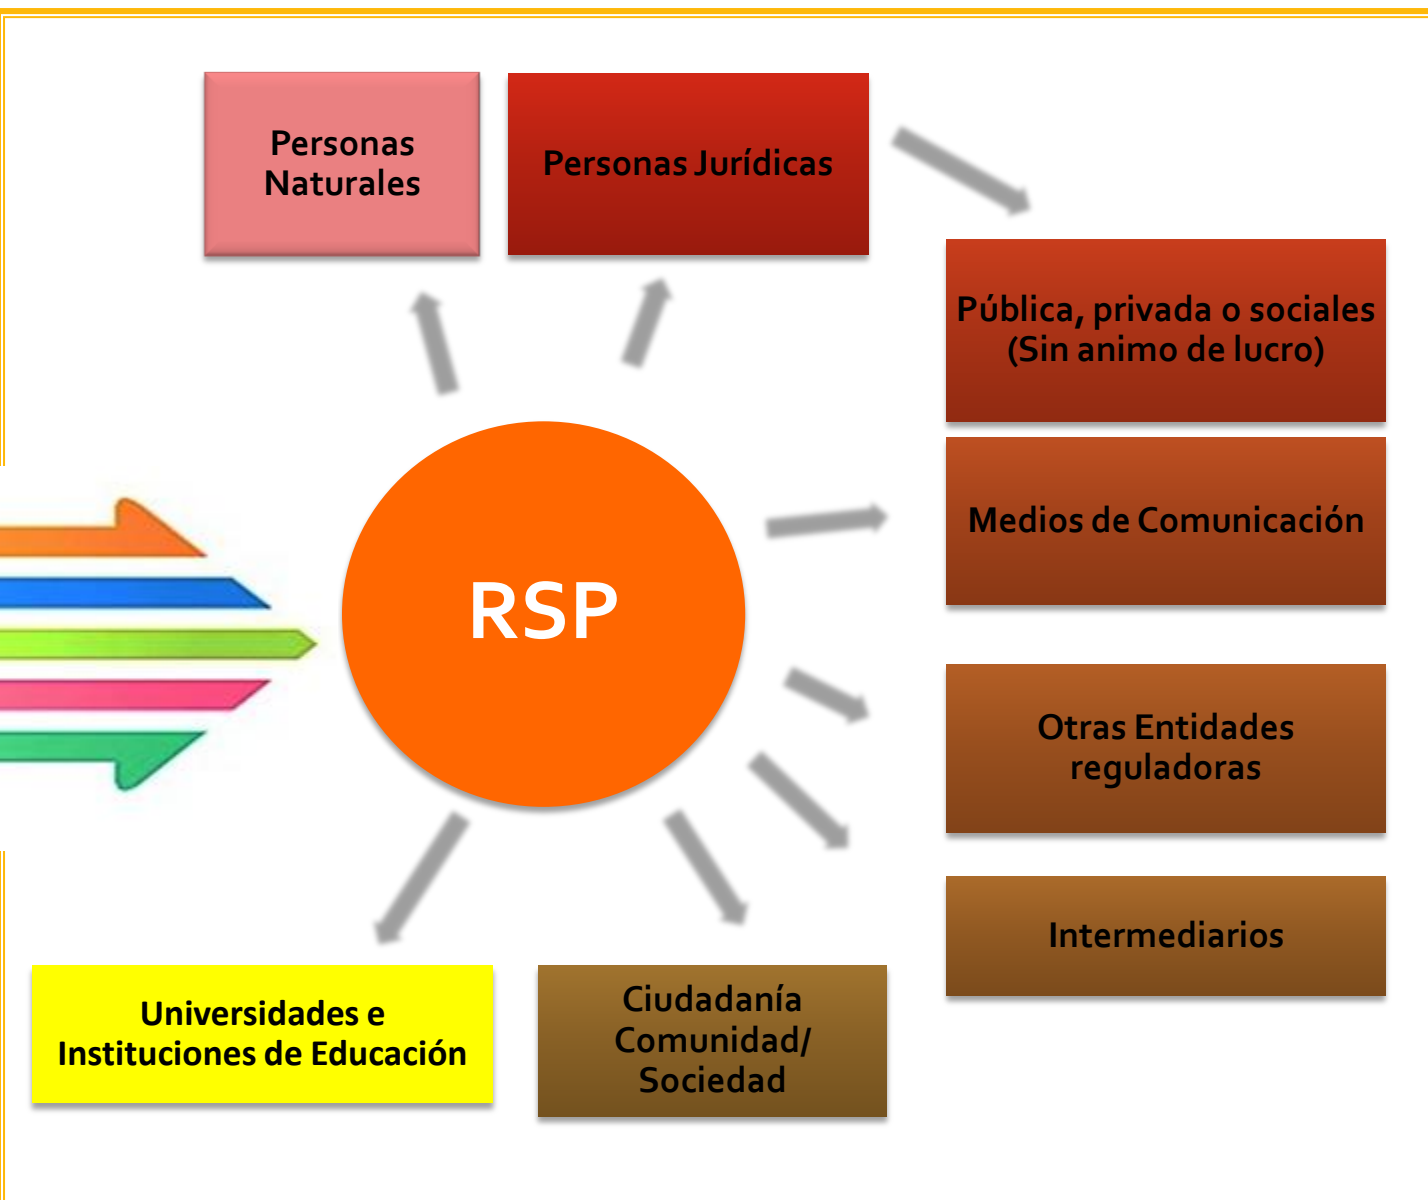 Personas
Naturales
Personas Jurídicas
Pública, privada o sociales
(Sin animo de lucro)
Medios de Comunicación
RSP
Otras Entidades
reguladoras
Intermediarios
Universidades e
Instituciones de Educación
Ciudadanía
Comunidad/
Sociedad